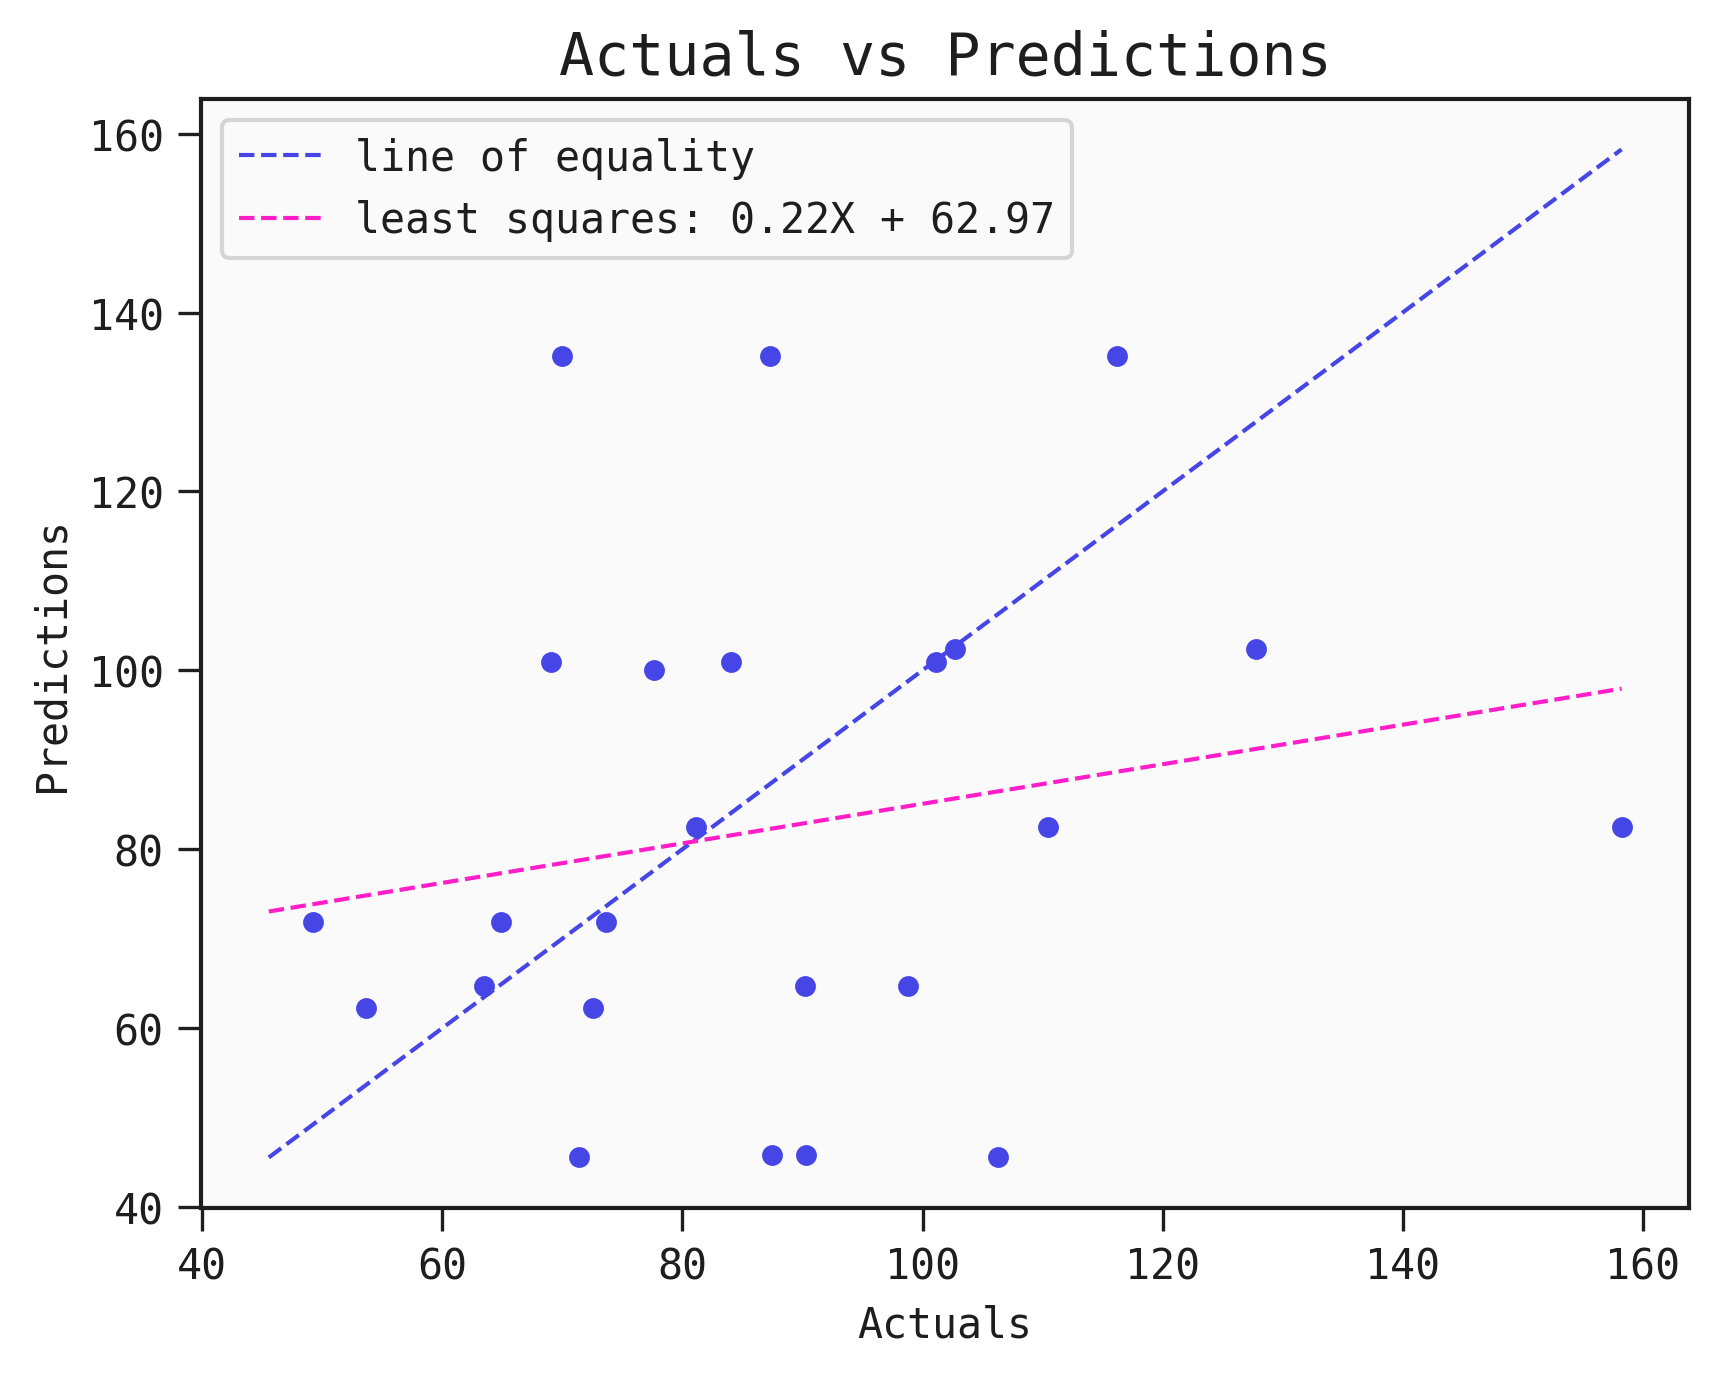 Actuals vs Predictions
line of equality
least squares: 0.22X + 62.97
160
140
120
100
80
60
40
Predictions
40 60 80 100 120 140 160
Actuals